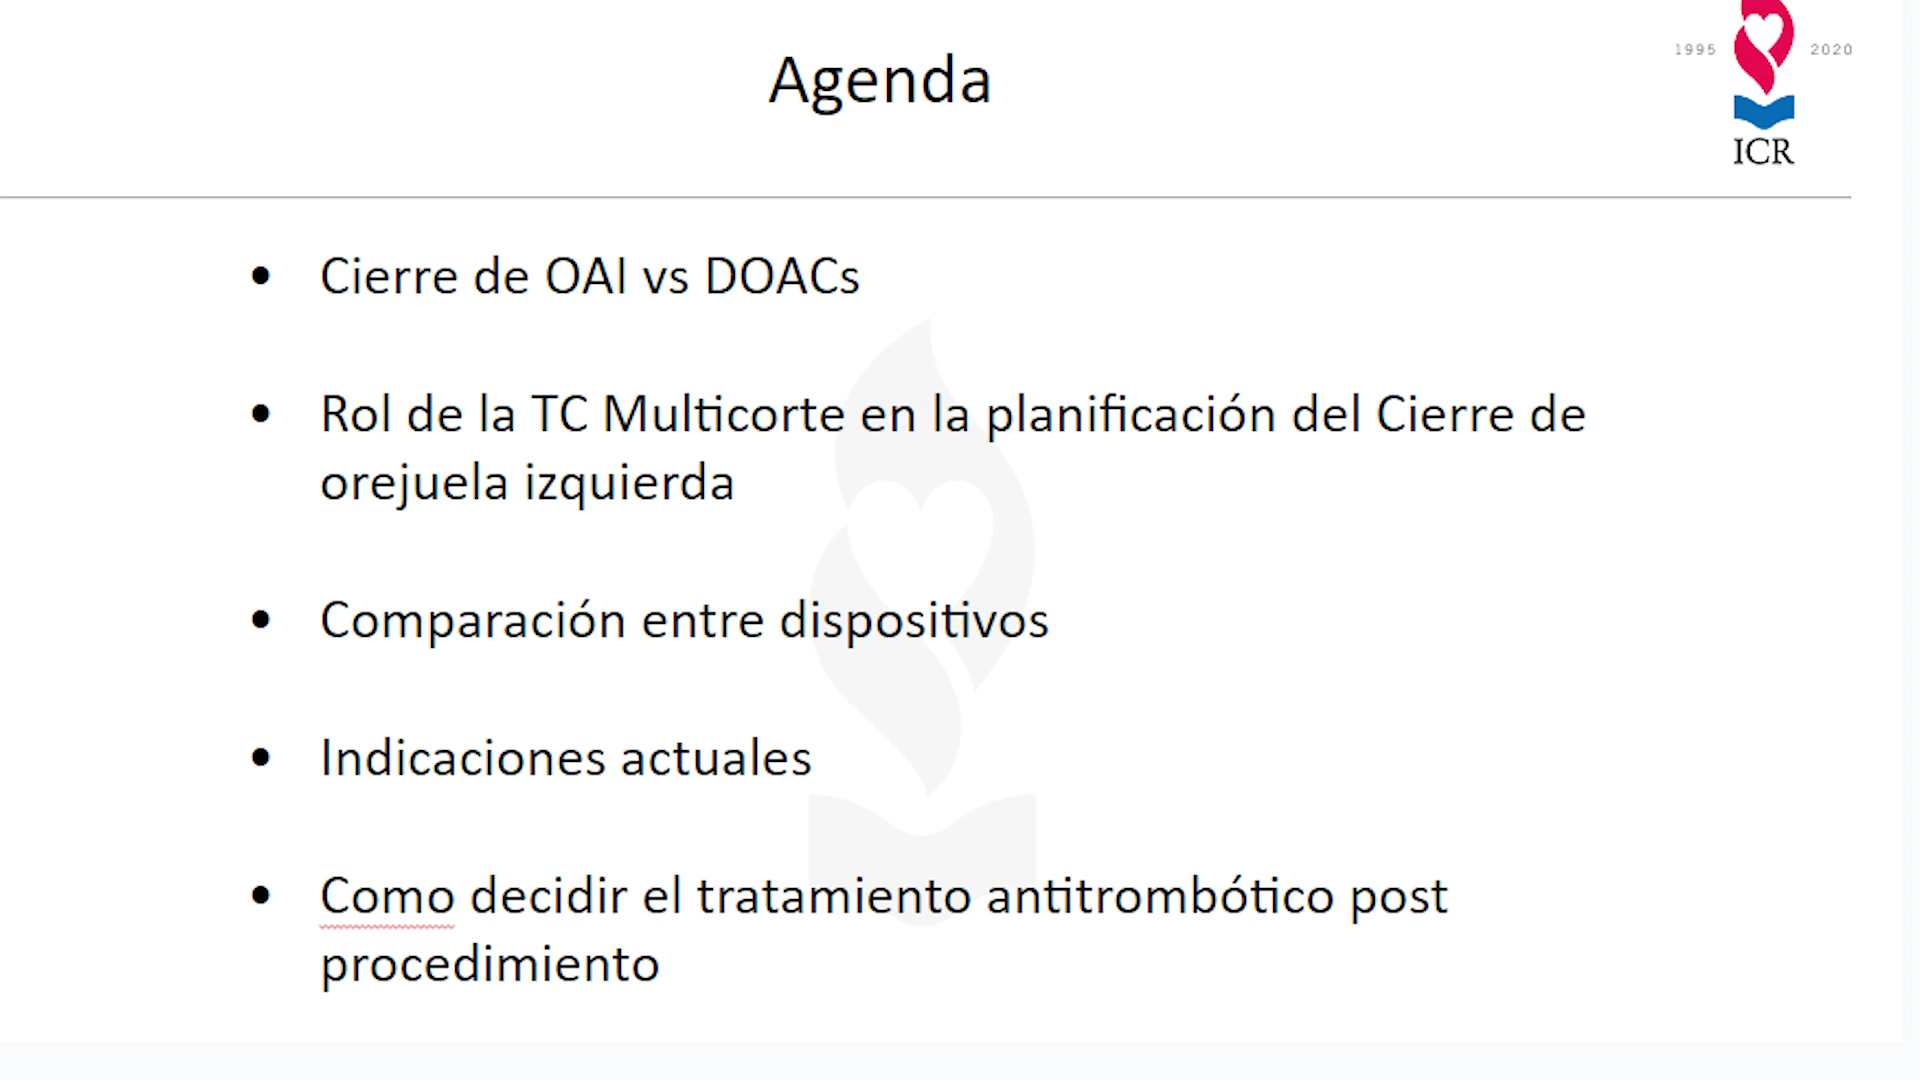 Agenda
1995 2020
ICR
• Cierre de OAI vs DOACs
• Rol de la TC Multicorte en la planificación del Cierre de
orejuela izquierda
• Comparación entre dispositivos
• Indicaciones actuales
• Como decidir el tratamiento antitrombótico post
procedimiento